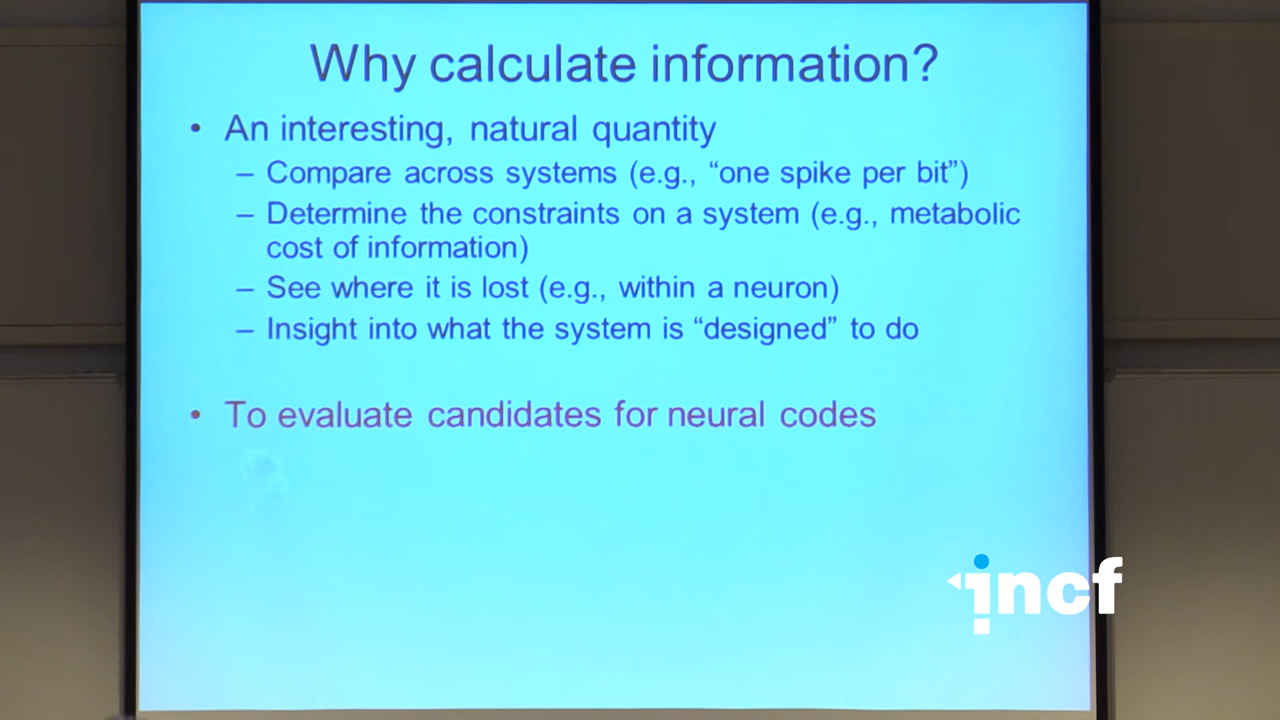 Why calculate information?
• An interesting, natural quantity
– Compare across systems (e.g., “one spike per bit”)
– Determine the constraints on a system (e.g., metabolic
cost of information)
– See where it is lost (e.g., within a neuron)
– Insight into what the system is “designed” to do
• To evaluate candidates for neural codes
incf